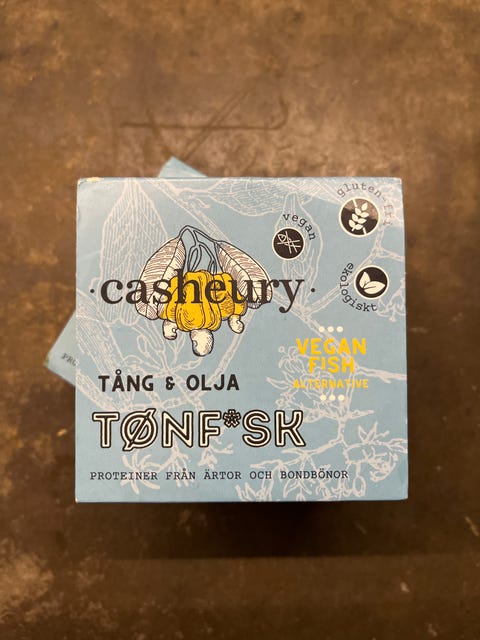 gluten-fri
vegan
ekologiskt
·casheury·
VEGAN
FISH
ALTERNATIVE
TÅNG & OLJA
TØNF*SK
PROTEINER FRÅN ÄRTOR OCH BONDBÖNOR